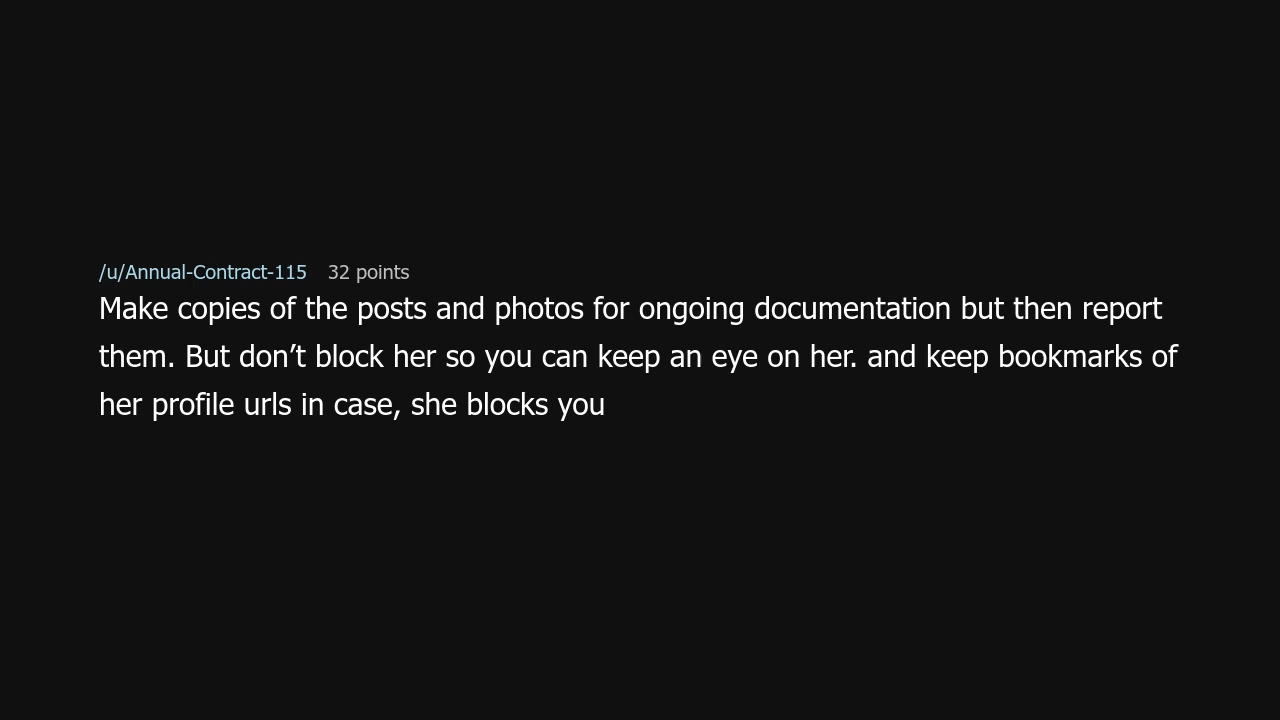 /u/Annual-Contract-115 32 points
Make copies of the posts and photos for ongoing documentation but then report
them. But don’t block her so you can keep an eye on her. and keep bookmarks of
her profile urls in case, she blocks you